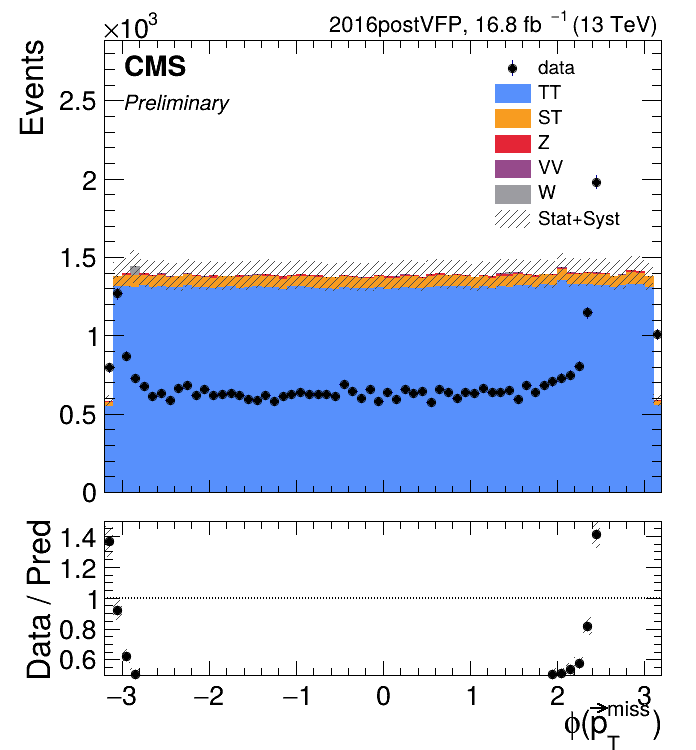 ×10³
2016postVFP, 16.8 fb ⁻¹ (13 TeV)
Events
CMS
Preliminary
data
TT
ST
Z
VV
W
Stat+Syst
2.5
2
1.5
1
0.5
0
Data / Pred
1.4
1.2
1
0.8
0.6
−3 −2 −1 0 1 2 3
ϕ(p⃗_T^miss)